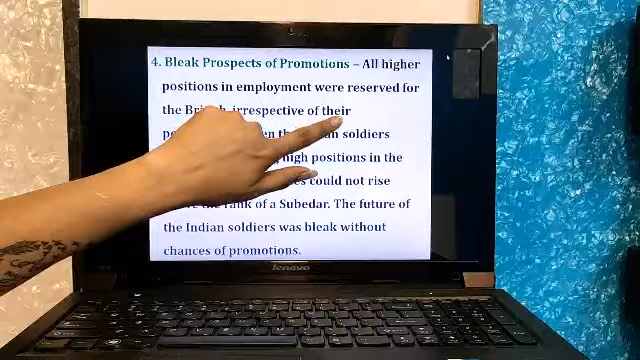 4. Bleak Prospects of Promotions – All higher
positions in employment were reserved for
the irrespective of their
soldiers
high positions in the
could not rise
the rank of a Subedar. The future of
the Indian soldiers was bleak without
chances of promotions.
lenovo